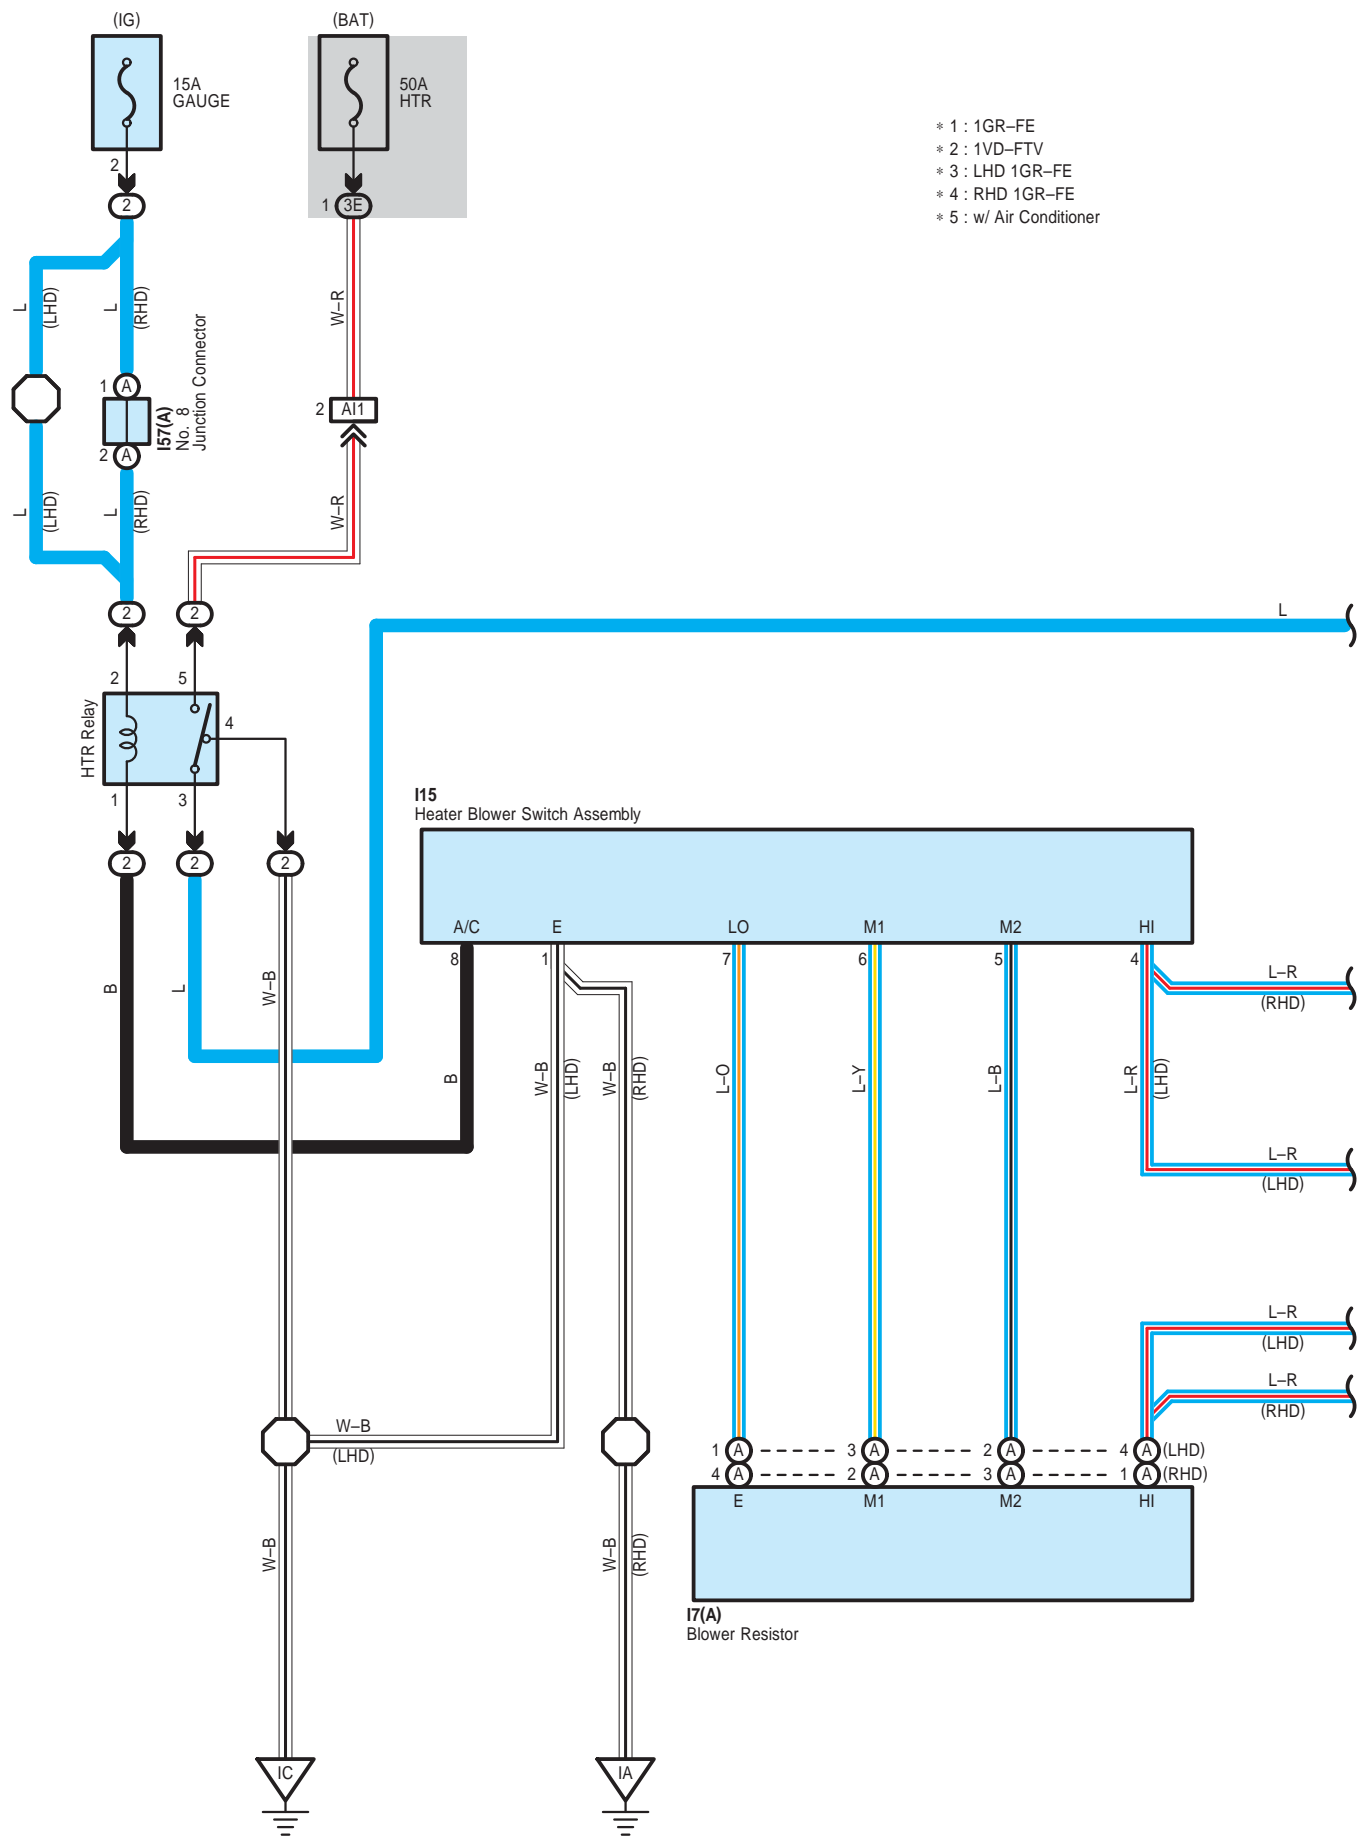 (IG)
(BAT)
15A
GAUGE
50A
HTR
∗ 1 : 1GR–FE
∗ 2 : 1VD–FTV
∗ 3 : LHD 1GR–FE
∗ 4 : RHD 1GR–FE
∗ 5 : w/ Air Conditioner
2
2
1
3E
L
(LHD)
L
(RHD)
W–R
1
A
I57(A)
No. 8
Junction Connector
2
A
2
AI1
L
(LHD)
L
(RHD)
W–R
2
2
L
2
5
HTR Relay
4
1
3
2
2
2
I15
Heater Blower Switch Assembly
A/C
E
LO
M1
M2
HI
8
1
7
6
5
4
L–R
(RHD)
B
L
W–B
B
W–B
(LHD)
W–B
(RHD)
L–O
L–Y
L–B
L–R
(LHD)
L–R
(LHD)
L–R
(LHD)
L–R
(RHD)
W–B
(LHD)
1 A
3 A
2 A
4 A (LHD)
4 A
2 A
3 A
1 A (RHD)
E
M1
M2
HI
W–B
W–B
(RHD)
I7(A)
Blower Resistor
IC
IA